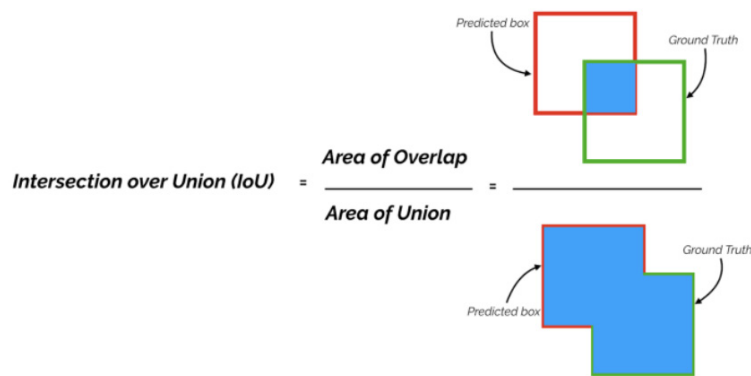 Predicted box
Ground Truth
Intersection over Union (IoU) = Area of Overlap =
Area of Union
Ground Truth
Predicted box